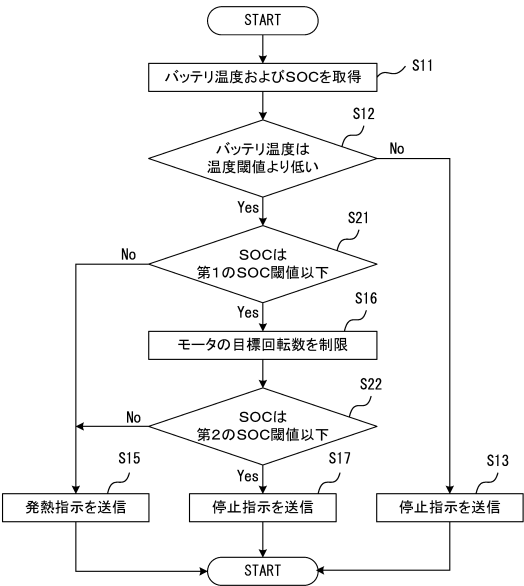 START
S11
バッテリ温度およびSOCを取得
S12
バッテリ温度は
温度閾値より低い
No
Yes
S21
SOCは
第1のSOC閾値以下
No
Yes
S16
モータの目標回転数を制限
S22
SOCは
第2のSOC閾値以下
No
Yes
S15
発熱指示を送信
S17
停止指示を送信
S13
停止指示を送信
START